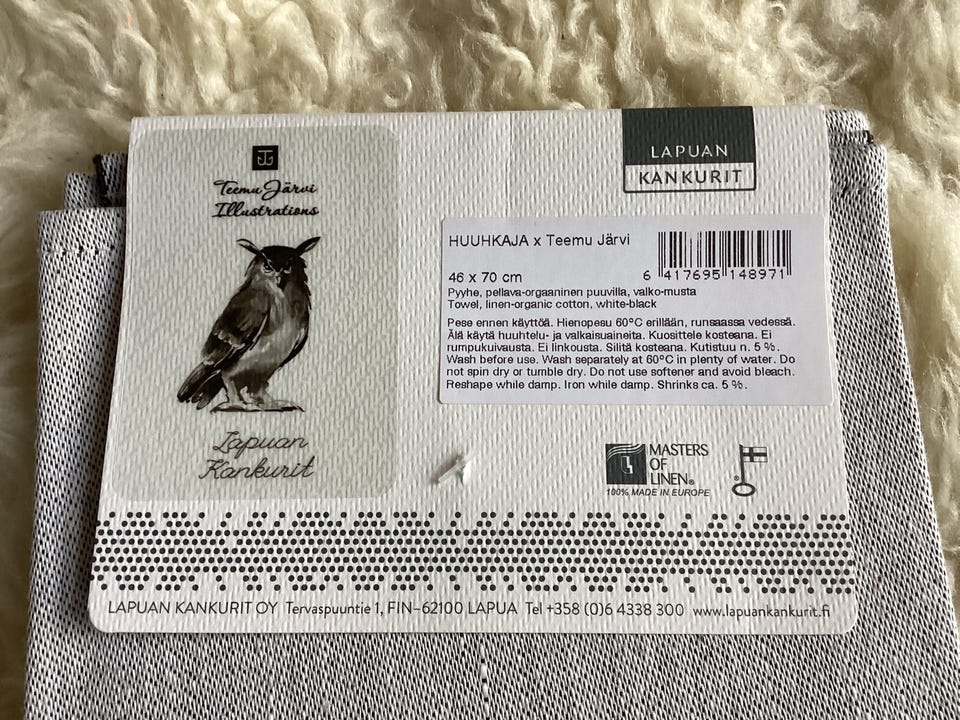 Teemu Järvi
Illustrations
Lapuan
Kankurit
LAPUAN
KANKURIT
HUUHKAJA x Teemu Järvi
46 x 70 cm
6 417695 148971
Pyyhe, pellava-orgaaninen puuvilla, valko-musta
Towel, linen-organic cotton, white-black
Pese ennen käyttöä. Hienopesu 60°C erillään, runsaassa vedessä.
Älä käytä huuhtelu- ja valkaisuaineita. Kuosittele kosteana. Ei
rumpukuivausta. Ei linkousta. Silitä kosteana. Kutistuu n. 5 %.
Wash before use. Wash separately at 60°C in plenty of water. Do
not spin dry or tumble dry. Do not use softener and avoid bleach.
Reshape while damp. Iron while damp. Shrinks ca. 5 %.
MASTERS
OF
LINEN®
100% MADE IN EUROPE
LAPUAN KANKURIT OY Tervaspuuntie 1, FIN-62100 LAPUA Tel +358 (0)6 4338 300 www.lapuankankurit.fi